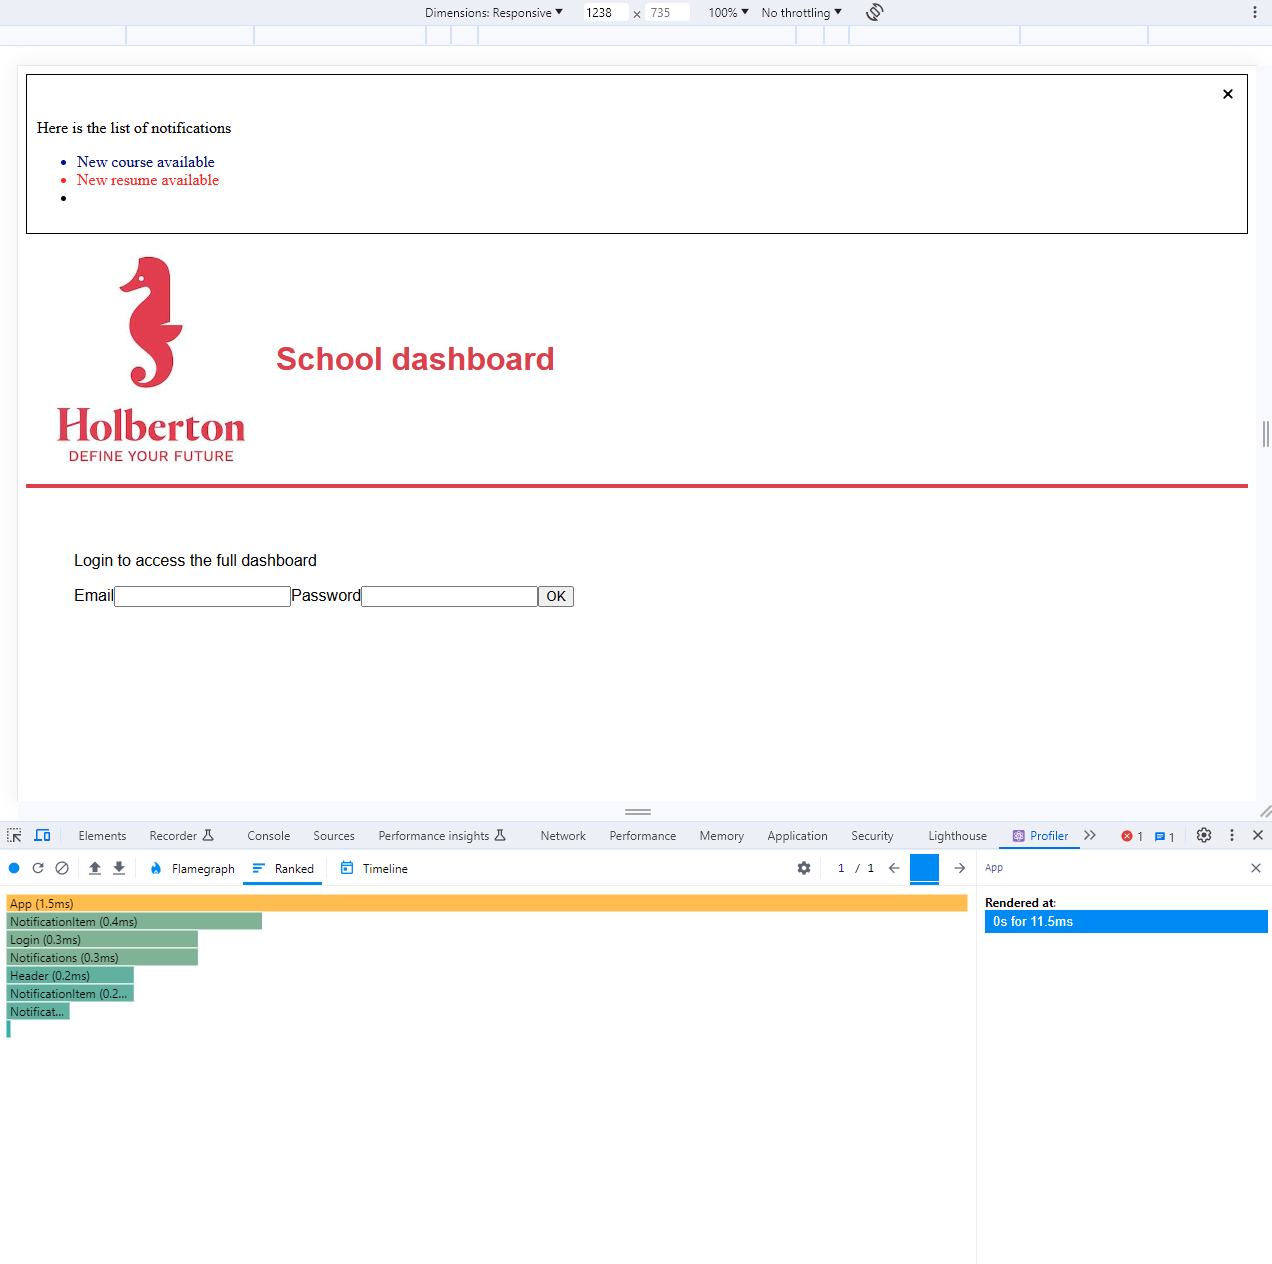 Dimensions: Responsive 1238 × 735 100% No throttling
×
Here is the list of notifications
New course available
New resume available
School dashboard
Holberton
DEFINE YOUR FUTURE
Login to access the full dashboard
Email Password OK
Elements Recorder Console Sources Performance insights Network Performance Memory Application Security Lighthouse Profiler 1 1
Flamegraph Ranked Timeline 1 / 1 App
App (1.5ms)
Rendered at:
NotificationItem (0.4ms)
0s for 11.5ms
Login (0.3ms)
Notifications (0.3ms)
Header (0.2ms)
NotificationItem (0.2...
Notificat...